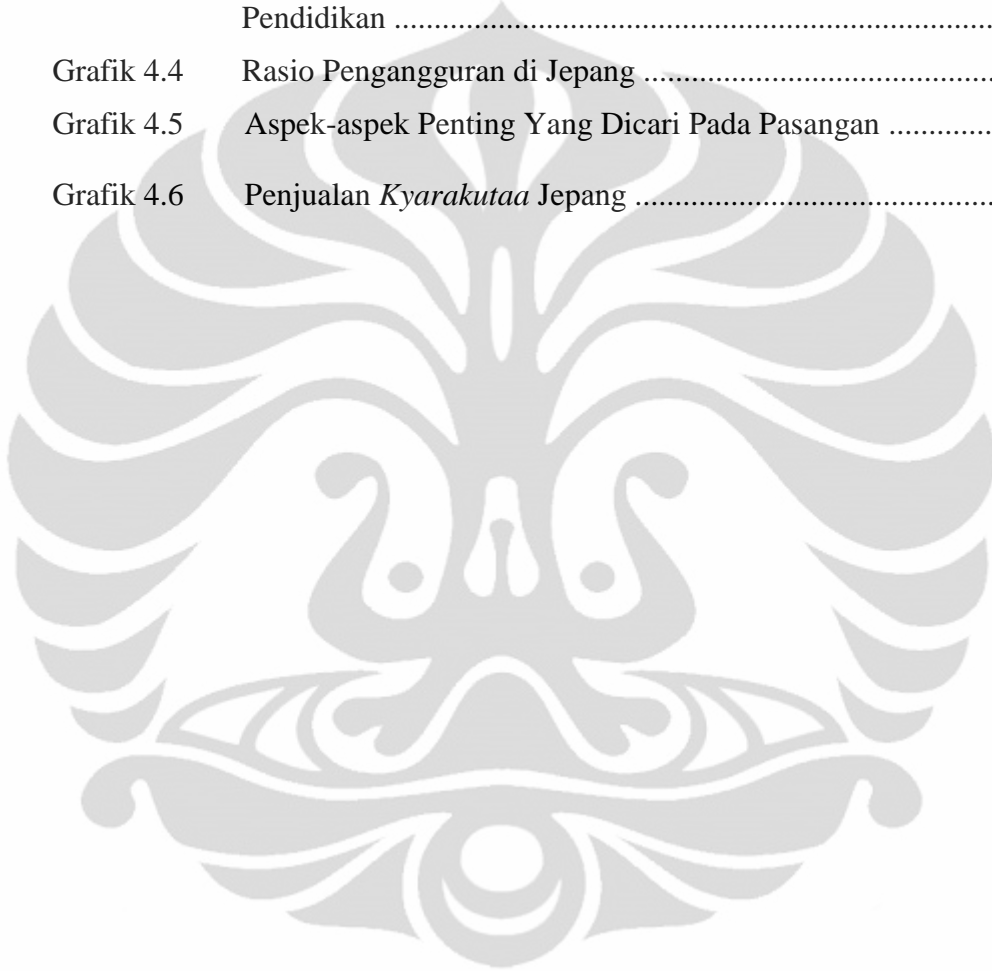 Pendidikan ............................................................................
Grafik 4.4 Rasio Pengangguran di Jepang ............................................
Grafik 4.5 Aspek-aspek Penting Yang Dicari Pada Pasangan .............
Grafik 4.6 Penjualan Kyarakutaa Jepang .............................................